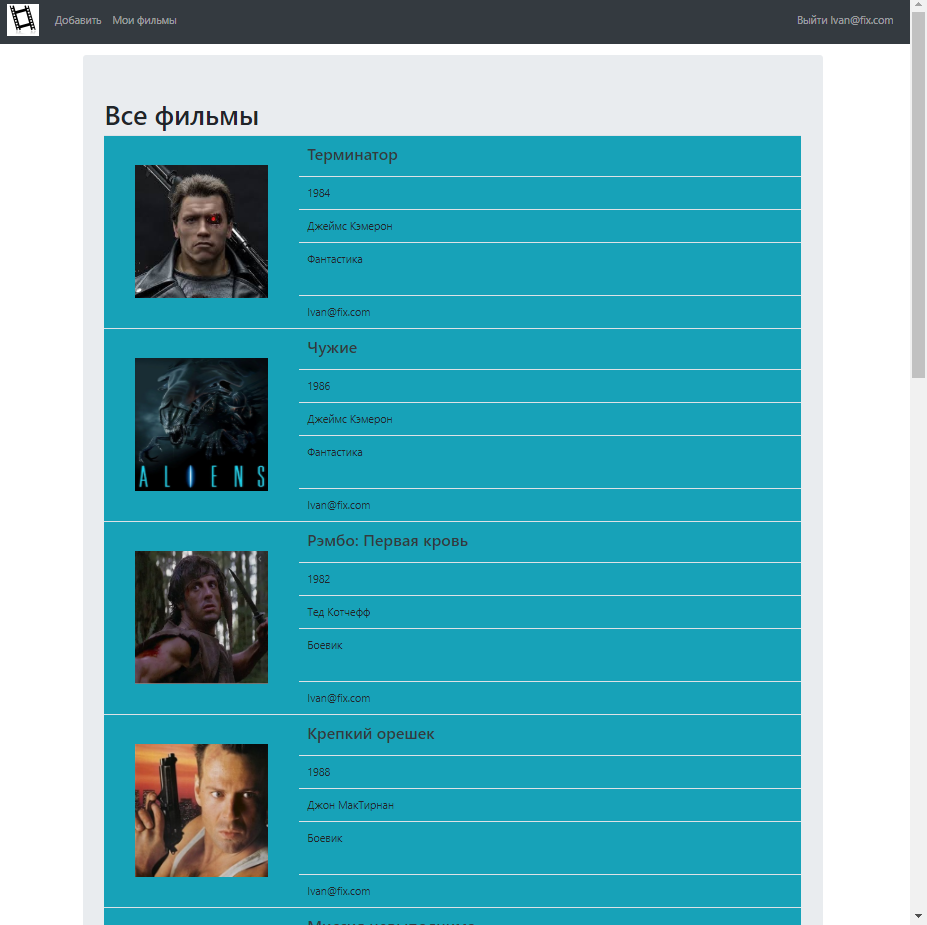 Добавить Мои фильмы Выйти Ivan@fix.com
Все фильмы
Терминатор
1984
Джеймс Кэмерон
Фантастика
Ivan@fix.com
Чужие
1986
Джеймс Кэмерон
Фантастика
Ivan@fix.com
ALIENS
Рэмбо: Первая кровь
1982
Тед Котчефф
Боевик
Ivan@fix.com
Крепкий орешек
1988
Джон МакТирнан
Боевик
Ivan@fix.com